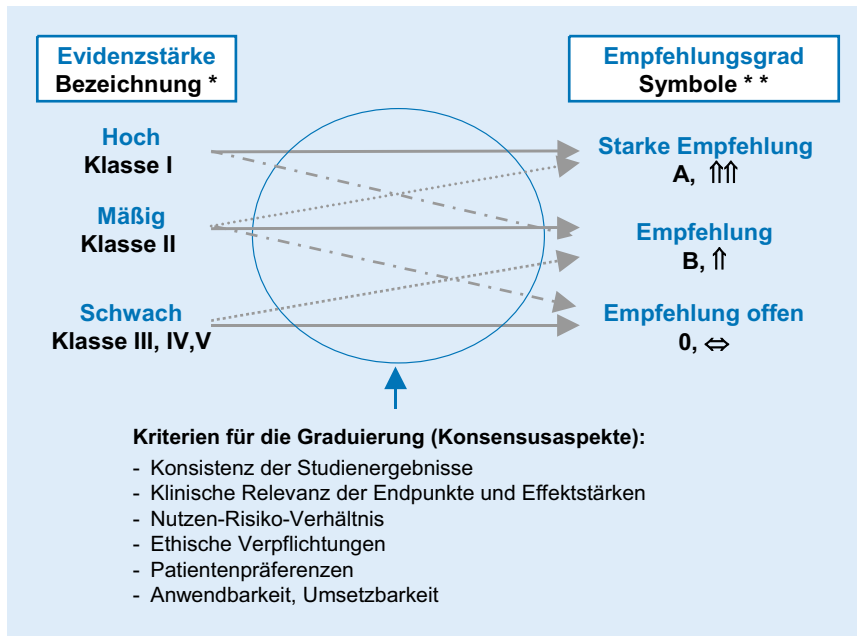 Evidenzstärke
Bezeichnung *
Empfehlungsgrad
Symbole * *
Hoch
Klasse I
Starke Empfehlung
A, ⇑⇑
Mäßig
Klasse II
Empfehlung
B, ⇑
Schwach
Klasse III, IV,V
Empfehlung offen
0, ⇔
Kriterien für die Graduierung (Konsensusaspekte):
- Konsistenz der Studienergebnisse
- Klinische Relevanz der Endpunkte und Effektstärken
- Nutzen-Risiko-Verhältnis
- Ethische Verpflichtungen
- Patientenpräferenzen
- Anwendbarkeit, Umsetzbarkeit